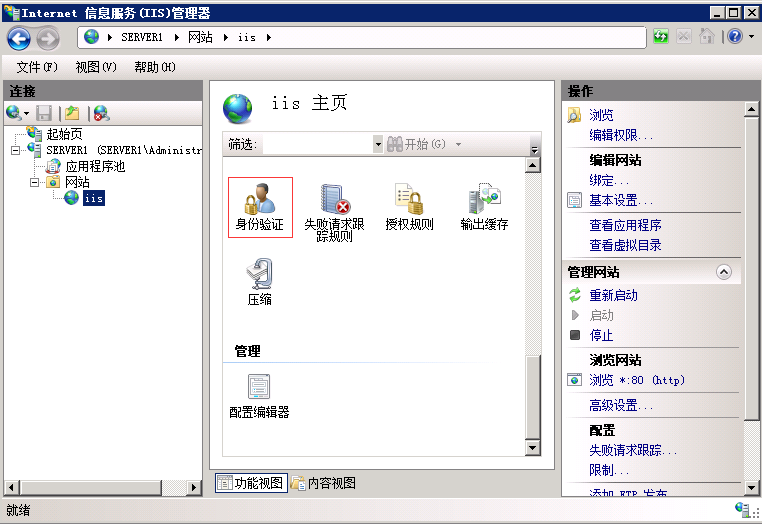 Internet 信息服务(IIS)管理器
SERVER1 网站 iis
文件(F) 视图(V) 帮助(H)
连接
起始页
SERVER1 (SERVER1\Administr
应用程序池
网站
iis
iis 主页
筛选: 开始(G)
身份验证
失败请求跟
踪规则
授权规则
输出缓存
压缩
管理
配置编辑器
功能视图 内容视图
操作
浏览
编辑权限...
编辑网站
绑定...
基本设置...
查看应用程序
查看虚拟目录
管理网站
重新启动
启动
停止
浏览网站
浏览 *:80 (http)
高级设置...
配置
失败请求跟踪...
限制...
添加 FTP 发布
就绪